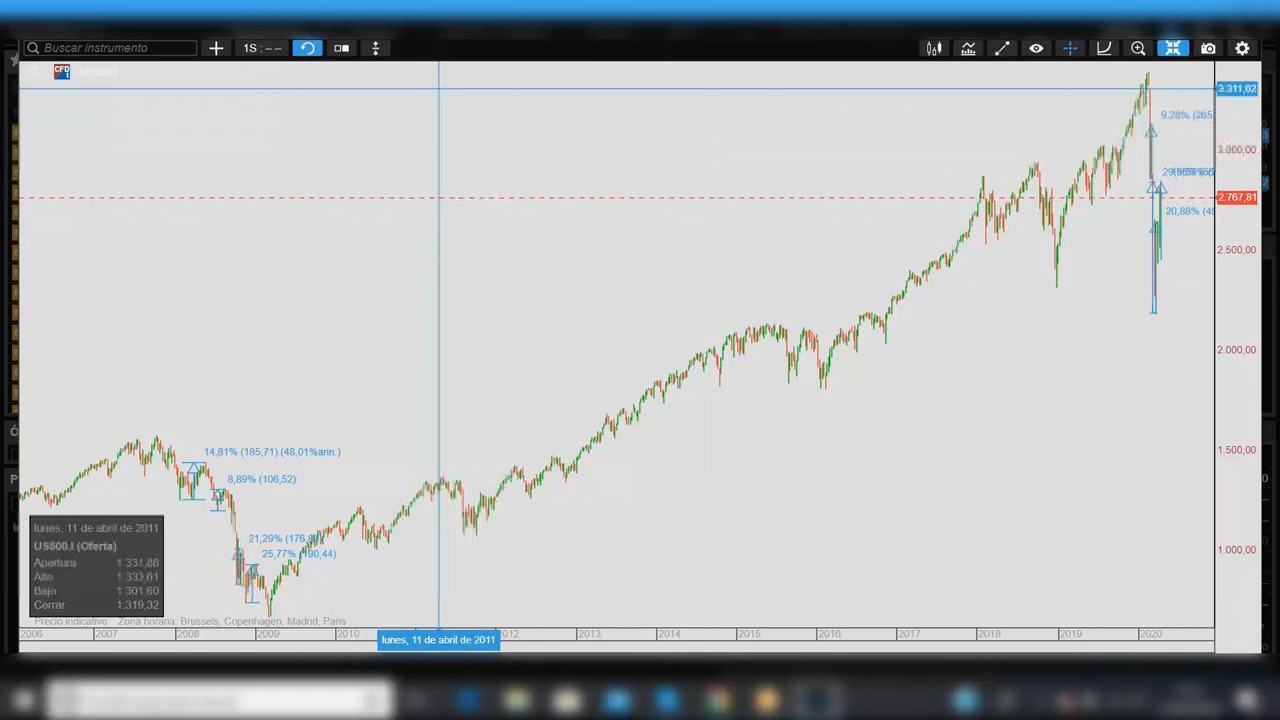 Buscar instrumento
1S : – –
CFD
3.311,62
9.28% (265,
3.000,00
2.767,81
20,88% (45
2.500,00
2.000,00
1.500,00
14,81% (185,71) (48,01%ann.)
8,89% (106,52)
21,29% (176,8
25,77% (190,44)
1.000,00
lunes, 11 de abril de 2011
US500.I (Oferta)
Apertura 1.331,88
Alto 1.333,61
Bajo 1.301,60
Cerrar 1.319,32
Precio indicativo Zona horaria: Brussels, Copenhagen, Madrid, Paris
2006 2007 2008 2009 2010 lunes, 11 de abril de 2011 2012 2013 2014 2015 2016 2017 2018 2019 2020